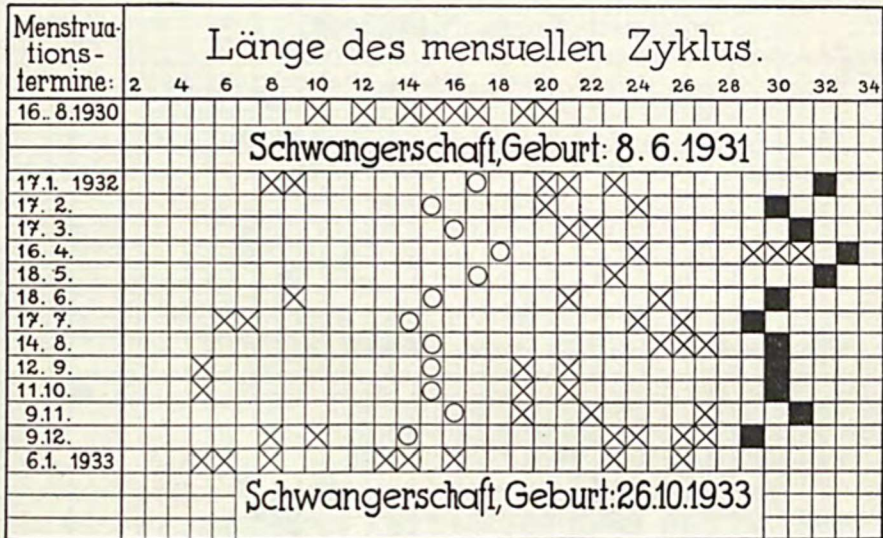 Menstrua-
tions-
termine:
Länge des mensuellen Zyklus.
2 4 6 8 10 12 14 16 18 20 22 24 26 28 30 32 34
16..8.1930
Schwangerschaft,Geburt: 8.6.1931
17.1. 1932
17.2.
17.3.
16.4.
18.5.
18.6.
17.7.
14.8.
12.9.
11.10.
9.11.
9.12.
6.1. 1933
Schwangerschaft,Geburt:26.10.1933